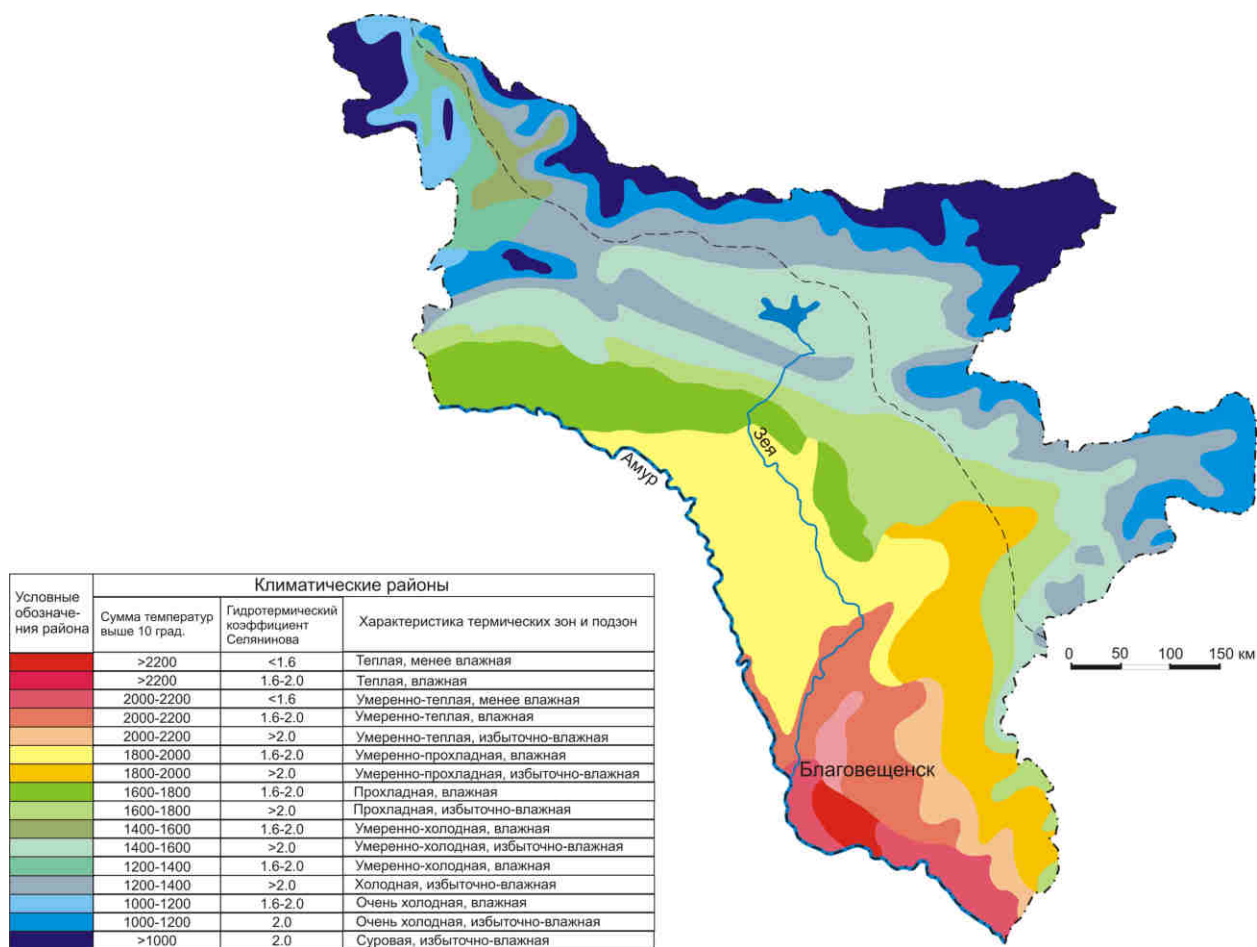 Зея
Амур
Благовещенск
0 50 100 150 км
Климатические районы
Условные
обозначе-
ния района
Сумма температур
выше 10 град.
Гидротермический
коэффициент
Селянинова
Характеристика термических зон и подзон
>2200 <1.6 Теплая, менее влажная
>2200 1.6-2.0 Теплая, влажная
2000-2200 <1.6 Умеренно-теплая, менее влажная
2000-2200 1.6-2.0 Умеренно-теплая, влажная
2000-2200 >2.0 Умеренно-теплая, избыточно-влажная
1800-2000 1.6-2.0 Умеренно-прохладная, влажная
1800-2000 >2.0 Умеренно-прохладная, избыточно-влажная
1600-1800 1.6-2.0 Прохладная, влажная
1600-1800 >2.0 Прохладная, избыточно-влажная
1400-1600 1.6-2.0 Умеренно-холодная, влажная
1400-1600 >2.0 Умеренно-холодная, избыточно-влажная
1200-1400 1.6-2.0 Умеренно-холодная, влажная
1200-1400 >2.0 Холодная, избыточно-влажная
1000-1200 1.6-2.0 Очень холодная, влажная
1000-1200 2.0 Очень холодная, избыточно-влажная
>1000 2.0 Суровая, избыточно-влажная